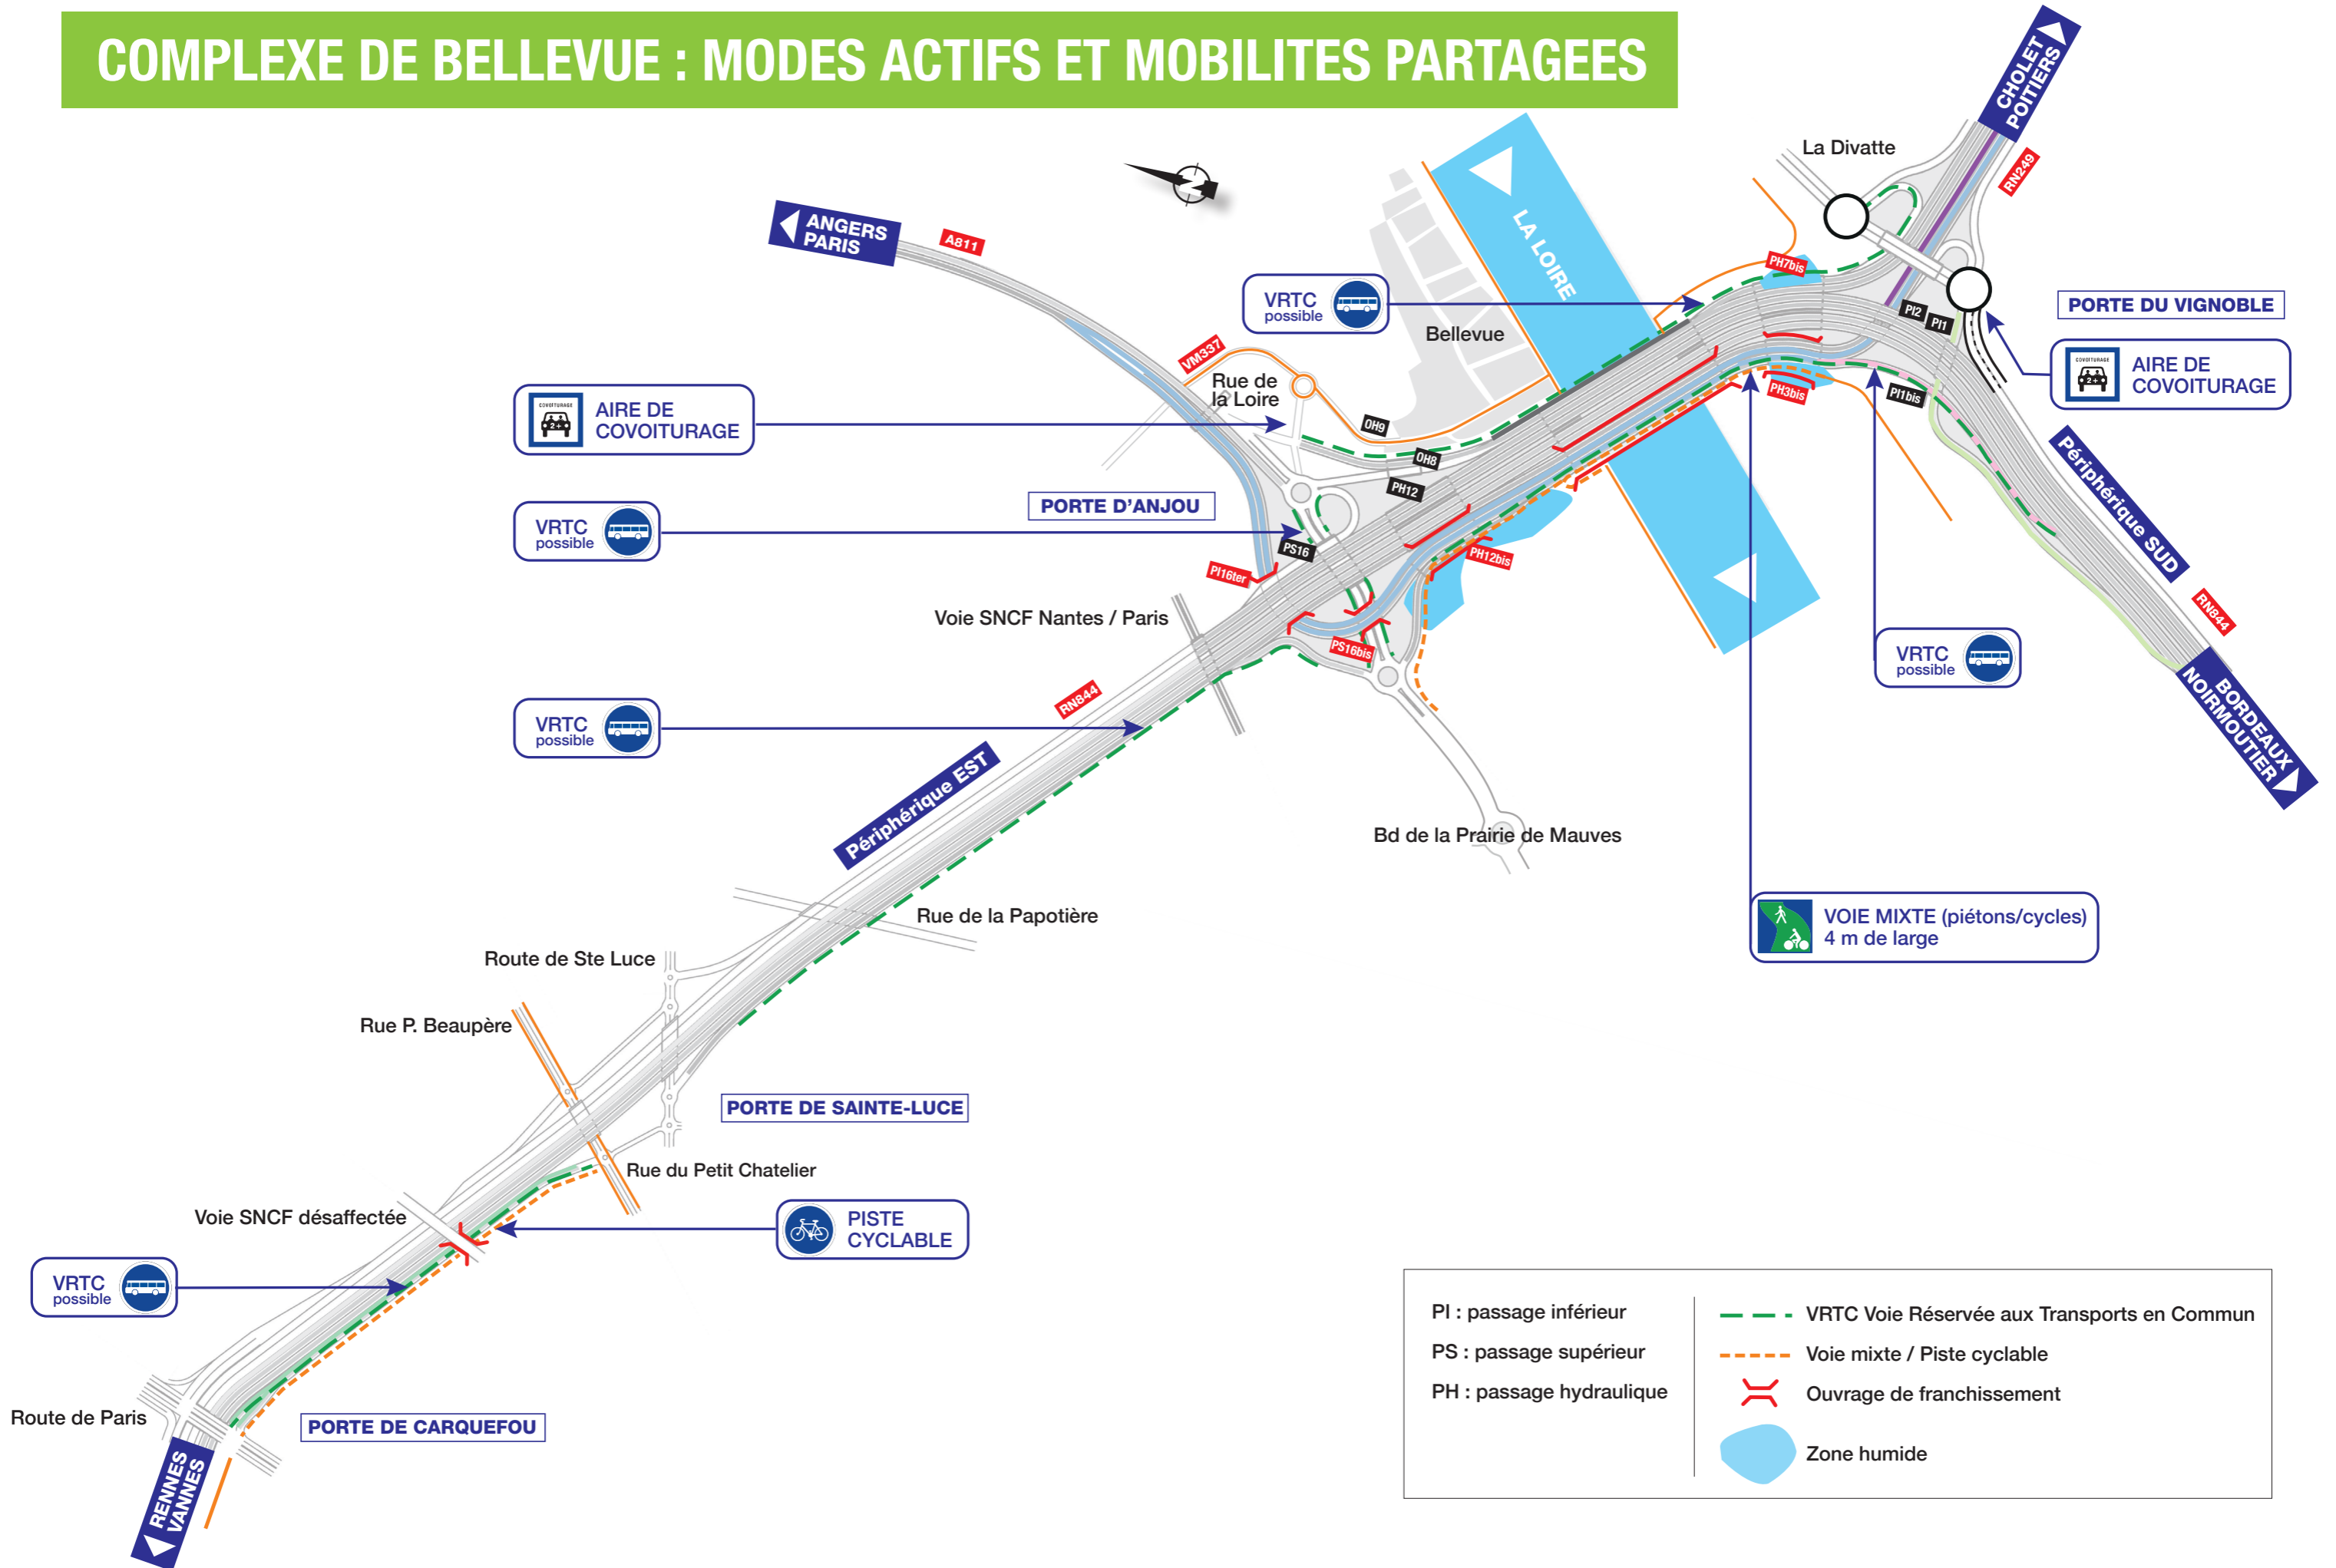 COMPLEXE DE BELLEVUE : MODES ACTIFS ET MOBILITES PARTAGEES
CHOLET
POITIERS
La Divatte
RN249
ANGERS
PARIS
A811
N
LA LOIRE
PH7bis
VRTC
possible
PI2
PI1
PORTE DU VIGNOBLE
Bellevue
VM337
Rue de
la Loire
COVOITURAGE
2+
AIRE DE
COVOITURAGE
COVOITURAGE
2+
AIRE DE
COVOITURAGE
PH3bis
PI1bis
OH9
OH8
PH12
PORTE D'ANJOU
Périphérique SUD
VRTC
possible
PS16
PH12bis
PI16ter
Voie SNCF Nantes / Paris
RN844
PS16bis
VRTC
possible
BORDEAUX
NOIRMOUTIER
RN844
VRTC
possible
Périphérique EST
Bd de la Prairie de Mauves
Rue de la Papotière
VOIE MIXTE (piétons/cycles)
4 m de large
Route de Ste Luce
Rue P. Beaupère
PORTE DE SAINTE-LUCE
Rue du Petit Chatelier
Voie SNCF désaffectée
PISTE
CYCLABLE
VRTC
possible
Route de Paris
PORTE DE CARQUEFOU
RENNES
VANNES
PI : passage inférieur
PS : passage supérieur
PH : passage hydraulique
VRTC Voie Réservée aux Transports en Commun
Voie mixte / Piste cyclable
Ouvrage de franchissement
Zone humide